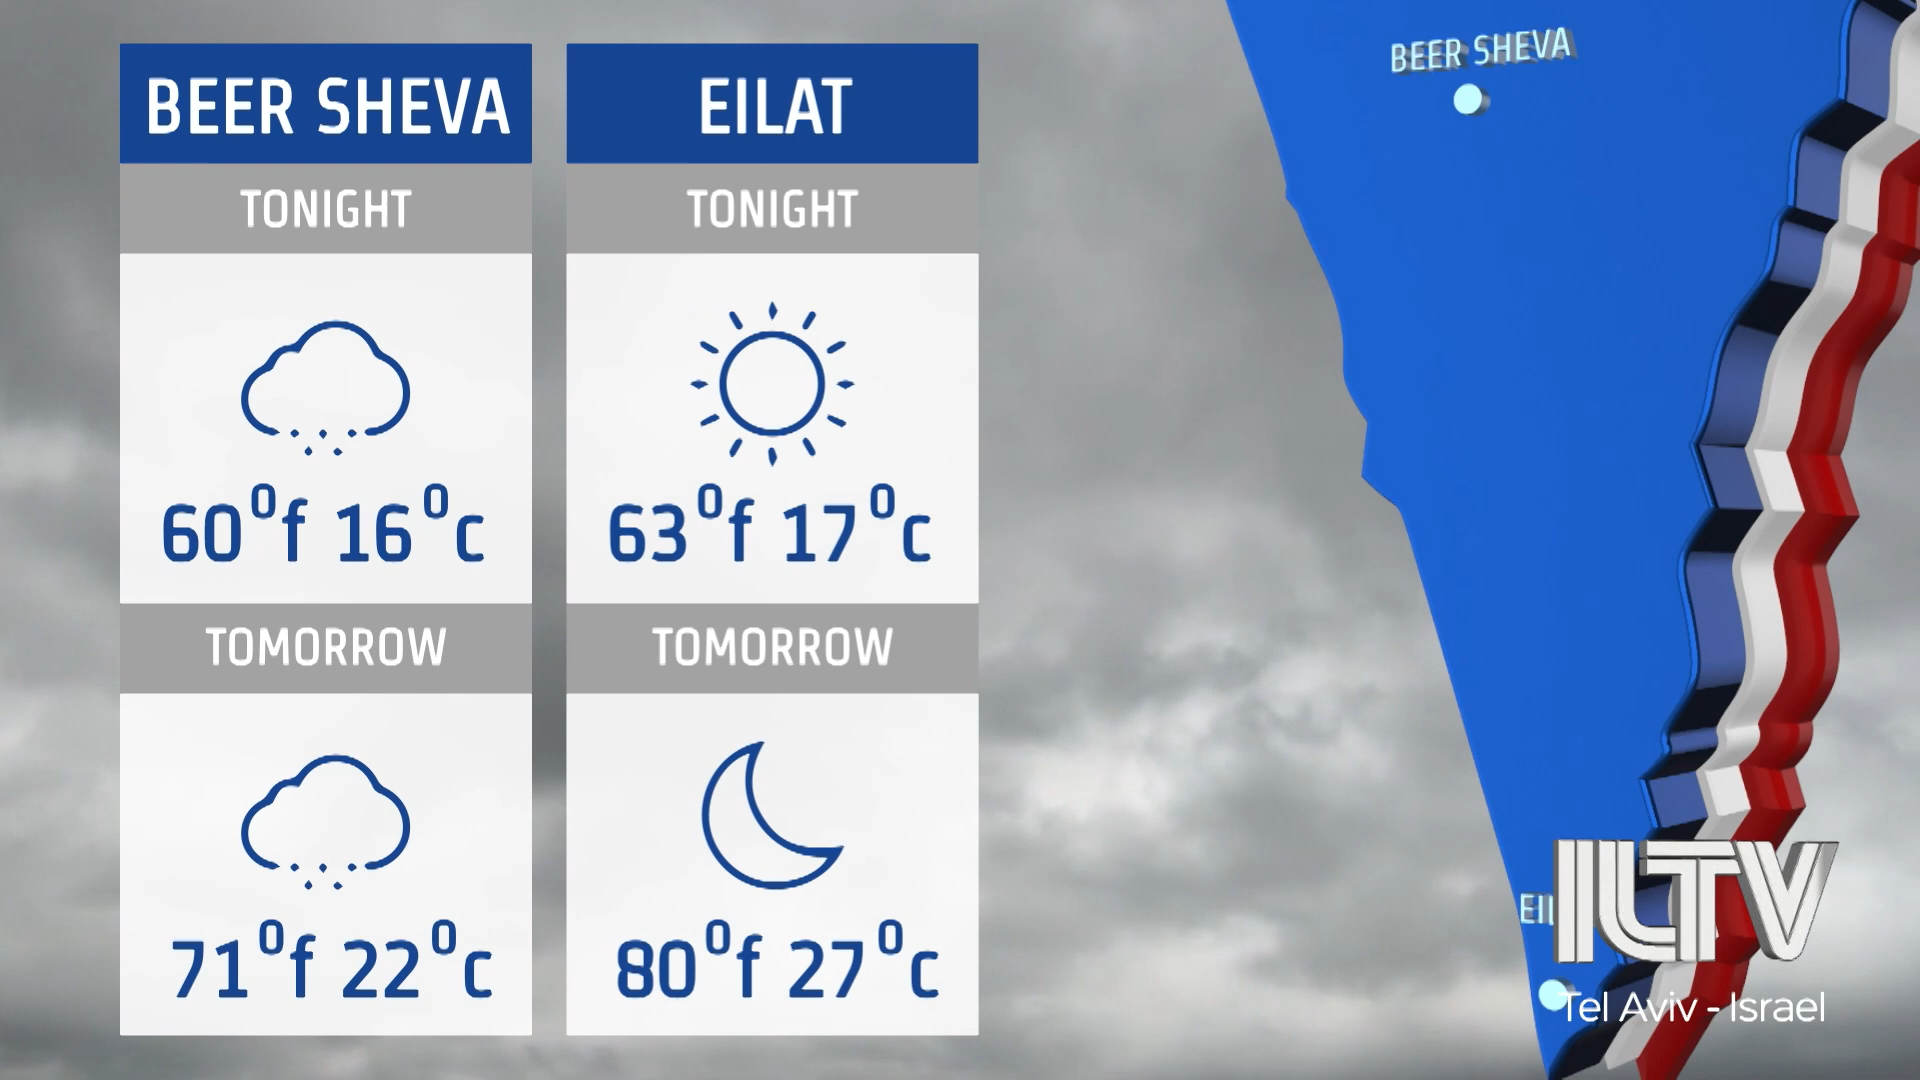 BEER SHEVA
TONIGHT
60°f 16°c
TOMORROW
71°f 22°c
EILAT
TONIGHT
63°f 17°c
TOMORROW
80°f 27°c
BEER SHEVA
EIL
ILTV
Tel Aviv - Israel